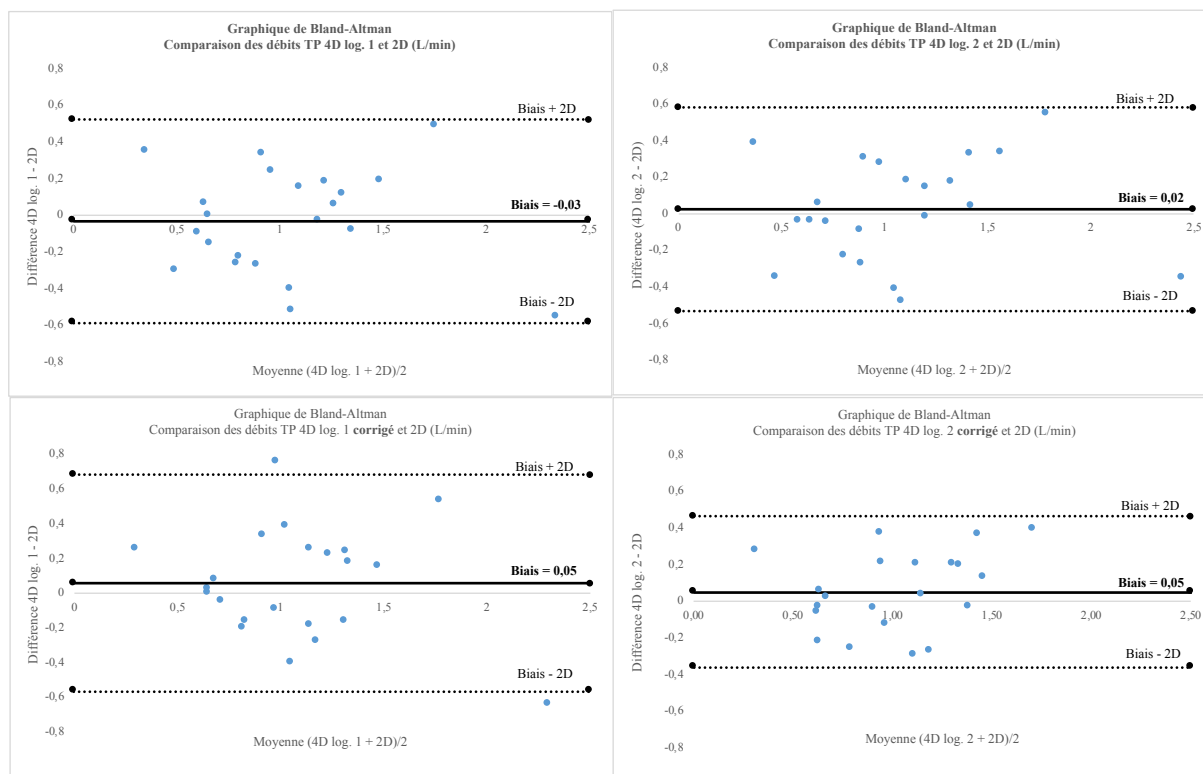 Graphique de Bland-Altman
Comparaison des débits TP 4D log. 1 et 2D (L/min)
Différence 4D log. 1 - 2D
0,8
0,6
0,4
0,2
0
-0,2
-0,4
-0,6
-0,8
0
0,5
1
1,5
2
2,5
Biais + 2D
Biais = -0,03
Biais - 2D
Moyenne (4D log. 1 + 2D)/2
Graphique de Bland-Altman
Comparaison des débits TP 4D log. 2 et 2D (L/min)
Différence (4D log. 2 - 2D)
0,8
0,6
0,4
0,2
0
-0,2
-0,4
-0,6
-0,8
0
0,5
1
1,5
2
2,5
Biais + 2D
Biais = 0,02
Biais - 2D
Moyenne (4D log. 2 + 2D)/2
Graphique de Bland-Altman
Comparaison des débits TP 4D log. 1 corrigé et 2D (L/min)
Différence 4D log. 1 - 2D
0,8
0,6
0,4
0,2
0
-0,2
-0,4
-0,6
-0,8
0
0,5
1
1,5
2
2,5
Biais + 2D
Biais = 0,05
Biais - 2D
Moyenne (4D log. 1 + 2D)/2
Graphique de Bland-Altman
Comparaison des débits TP 4D log. 2 corrigé et 2D (L/min)
Différence 4D log. 2 - 2D
0,8
0,6
0,4
0,2
0
-0,2
-0,4
-0,6
-0,8
0,00
0,50
1,00
1,50
2,00
2,50
Biais + 2D
Biais = 0,05
Biais - 2D
Moyenne (4D log. 2 + 2D)/2